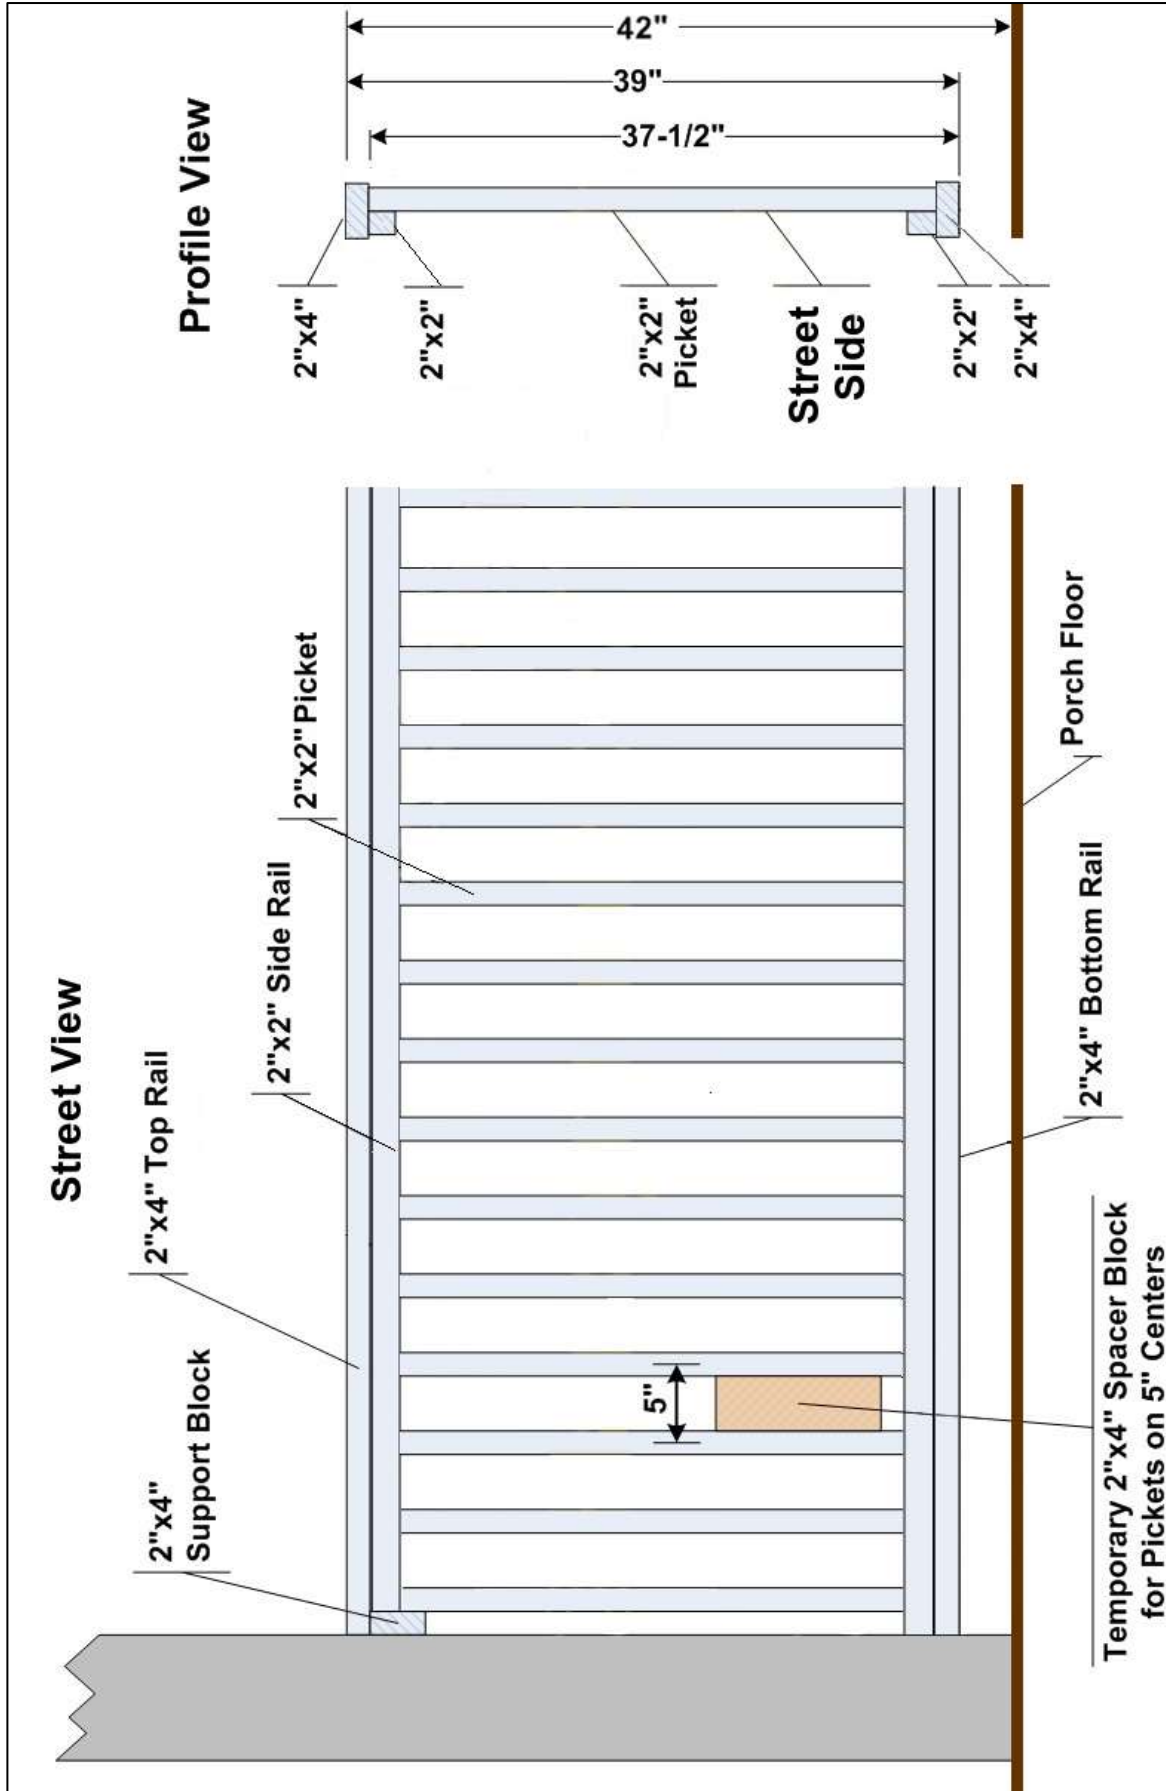 Street View
Profile View
2"x4"
Support Block
2"x4" Top Rail
2"x2" Side Rail
2"x2" Picket
2"x4"
2"x2"
2"x2"
Picket
Street
Side
2"x2"
2"x4"
42"
39"
37-1/2"
5"
Temporary 2"x4" Spacer Block
for Pickets on 5" Centers
2"x4" Bottom Rail
Porch Floor